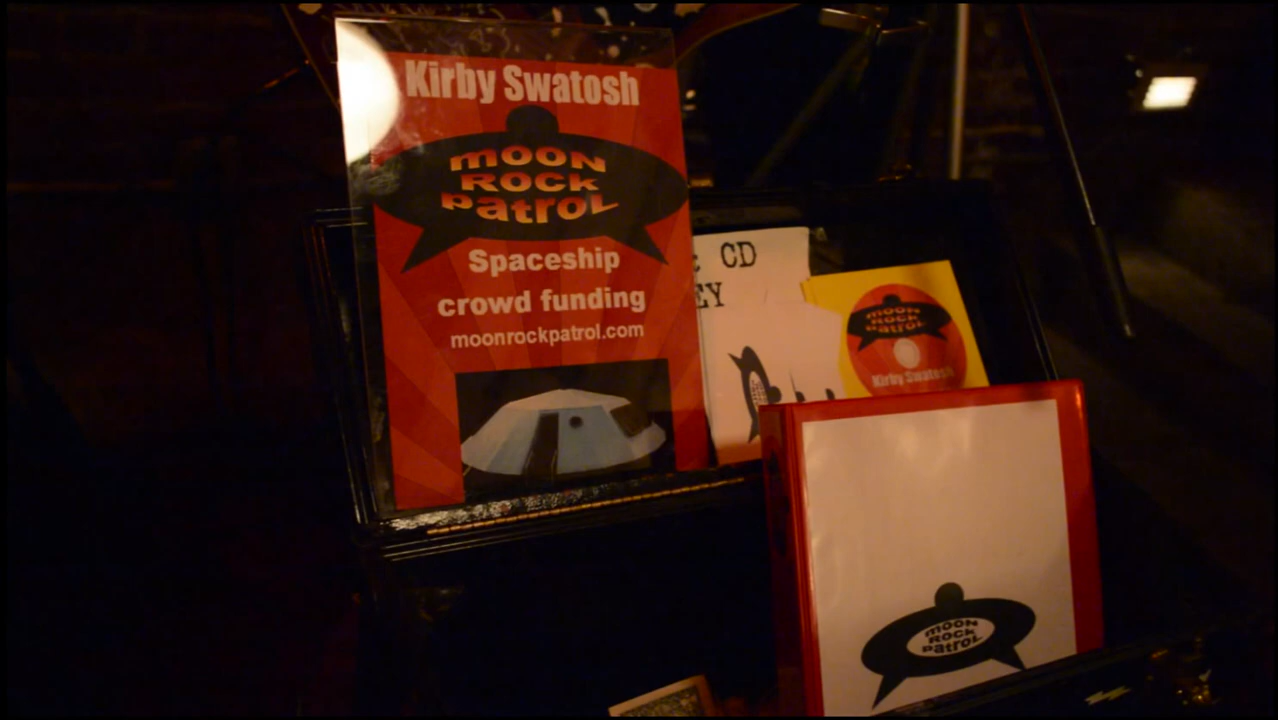 Kirby Swatosh
moon
Rock
patrol
Spaceship
crowd funding
moonrockpatrol.com
CD
moon
Rock
patrol
Kirby Swatosh
moon
Rock
patrol